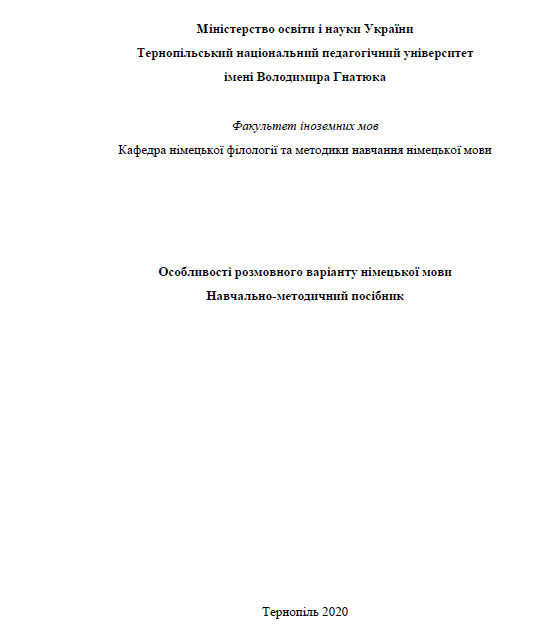 Міністерство освіти і науки України
Тернопільський національний педагогічний університет
імені Володимира Гнатюка
Факультет іноземних мов
Кафедра німецької філології та методики навчання німецької мови
Особливості розмовного варіанту німецької мови
Навчально-методичний посібник
Тернопіль 2020